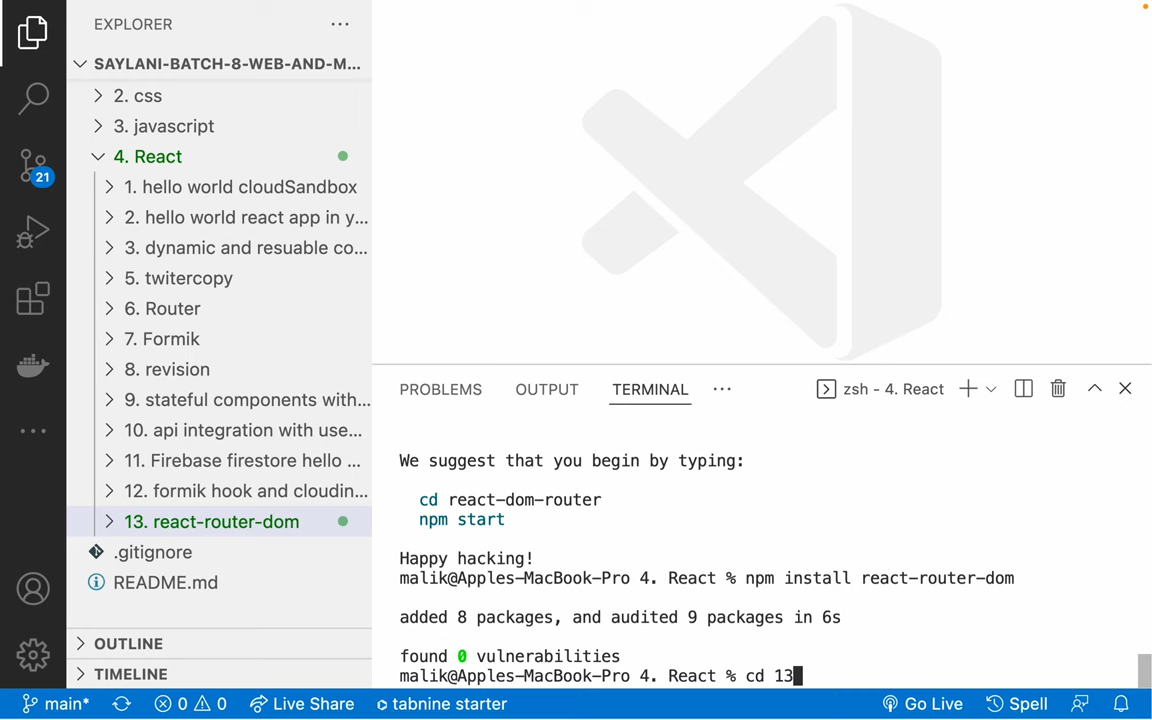 EXPLORER
SAYLANI-BATCH-8-WEB-AND-M...
2. css
3. javascript
4. React
1. hello world cloudSandbox
2. hello world react app in y...
3. dynamic and resuable co...
5. twitercopy
6. Router
7. Formik
8. revision
9. stateful components with...
10. api integration with use...
11. Firebase firestore hello ...
12. formik hook and cloudin...
13. react-router-dom
.gitignore
README.md
OUTLINE
TIMELINE
21
PROBLEMS OUTPUT TERMINAL ... zsh - 4. React
We suggest that you begin by typing:
cd react-dom-router
npm start
Happy hacking!
malik@Apples-MacBook-Pro 4. React % npm install react-router-dom
added 8 packages, and audited 9 packages in 6s
found 0 vulnerabilities
malik@Apples-MacBook-Pro 4. React % cd 13
main* 0 0 Live Share tabnine starter Go Live Spell